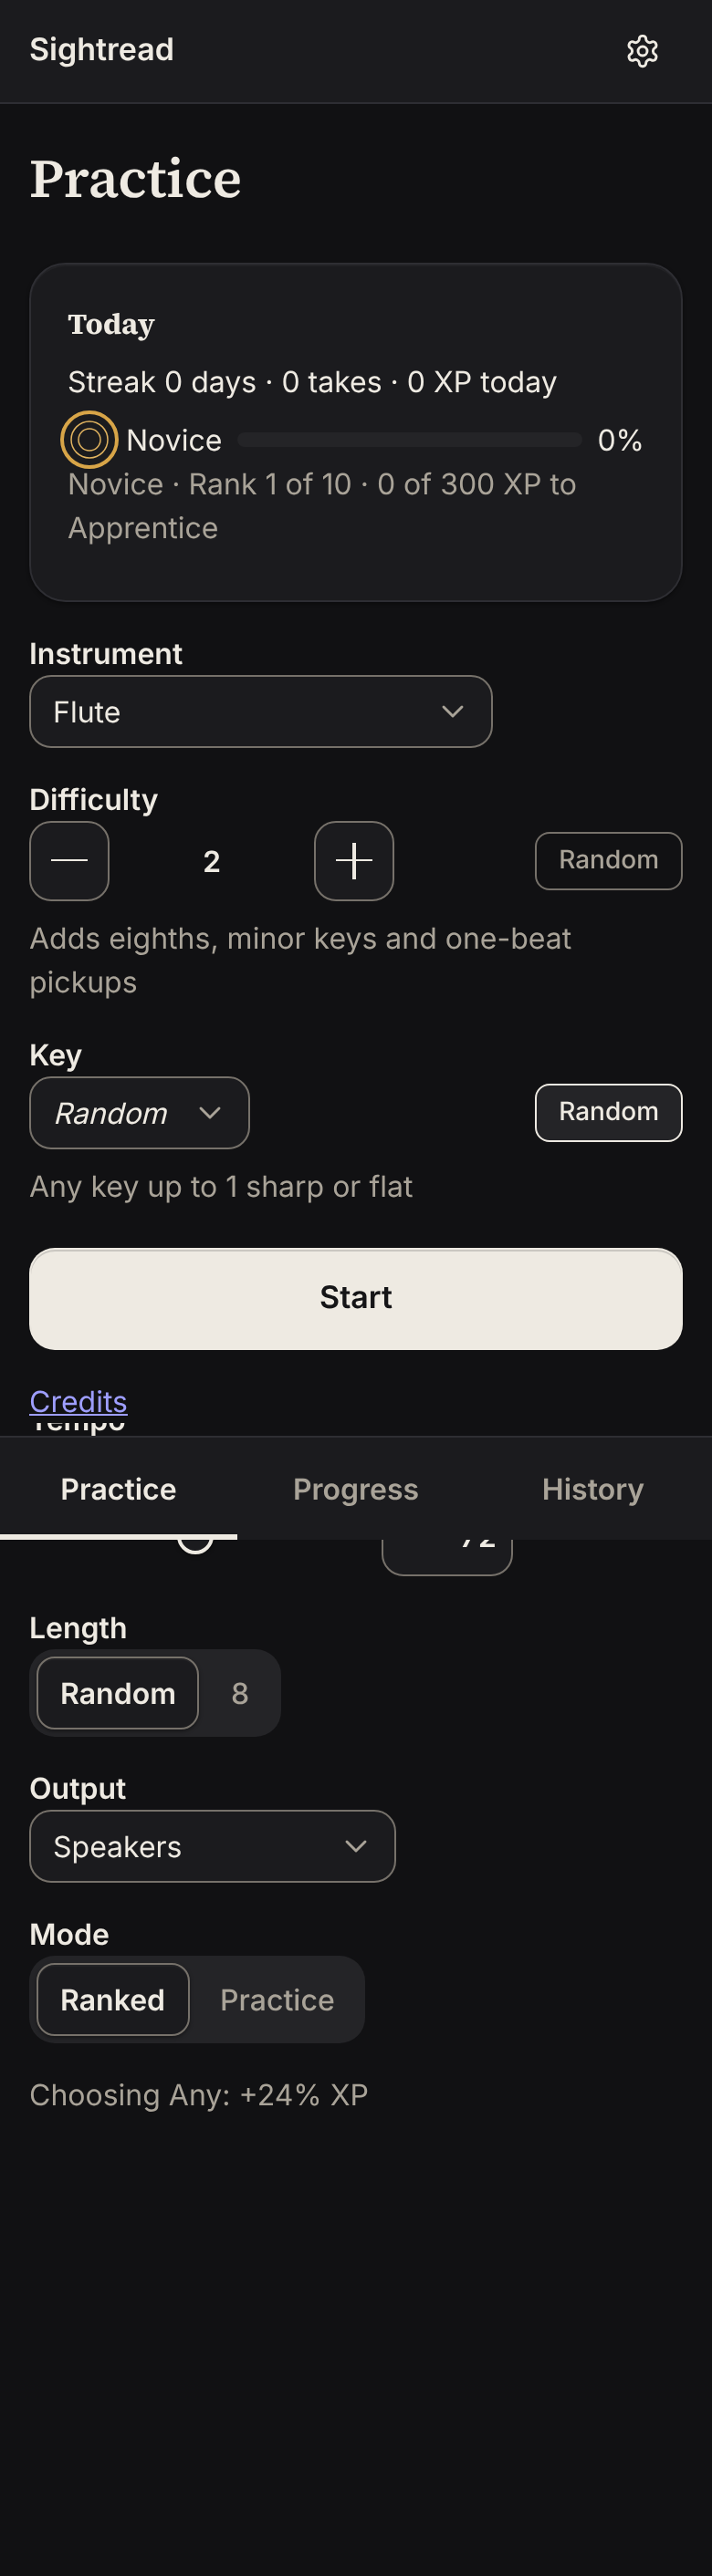 Sightread
Practice
Today
Streak 0 days · 0 takes · 0 XP today
Novice 0%
Novice · Rank 1 of 10 · 0 of 300 XP to
Apprentice
Instrument
Flute
Difficulty
2 Random
Adds eighths, minor keys and one-beat
pickups
Key
Random Random
Any key up to 1 sharp or flat
Start
Credits
Practice Progress History
Length
Random 8
Output
Speakers
Mode
Ranked Practice
Choosing Any: +24% XP